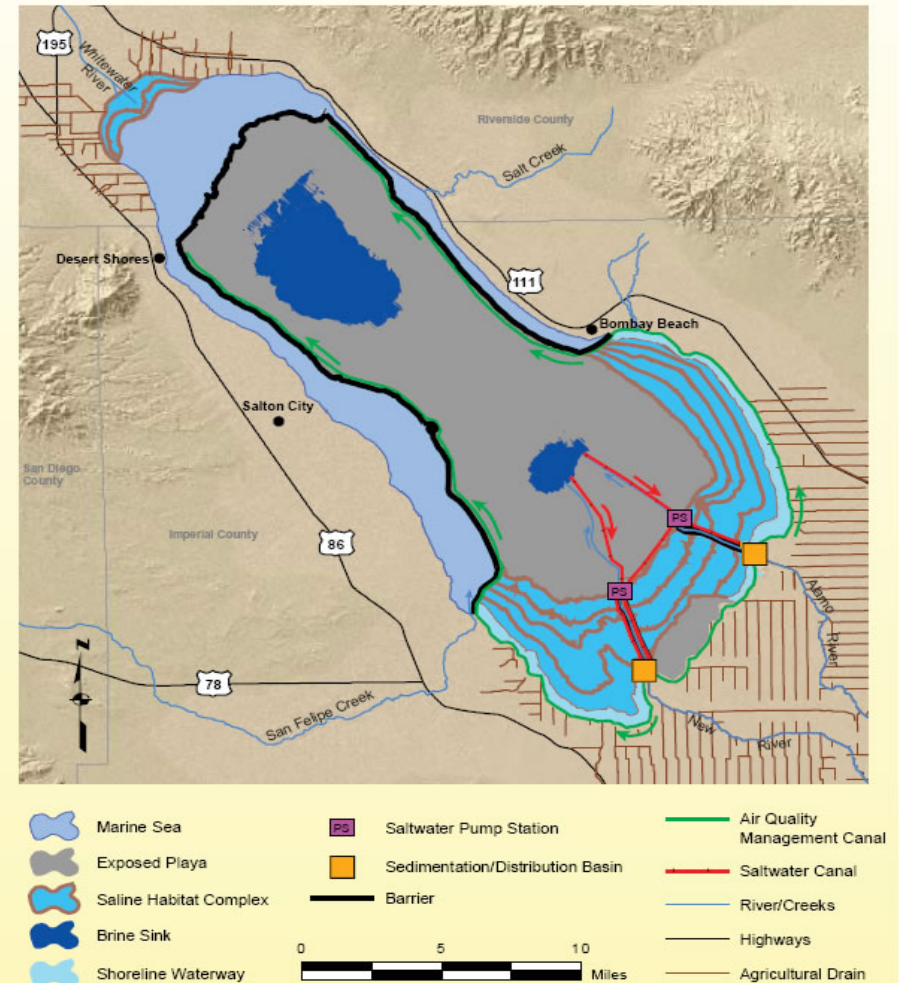 195
Whitewater
River
Riverside County
Salt Creek
Desert Shores
111
Bombay Beach
Salton City
San Diego
County
Imperial County
86
PS
PS
Alamo
River
N
78
San Felipe Creek
New
River
Marine Sea
Exposed Playa
Saline Habitat Complex
Brine Sink
Shoreline Waterway
PS
Saltwater Pump Station
Sedimentation/Distribution Basin
Barrier
0 5 10
Miles
Air Quality
Management Canal
Saltwater Canal
River/Creeks
Highways
Agricultural Drain